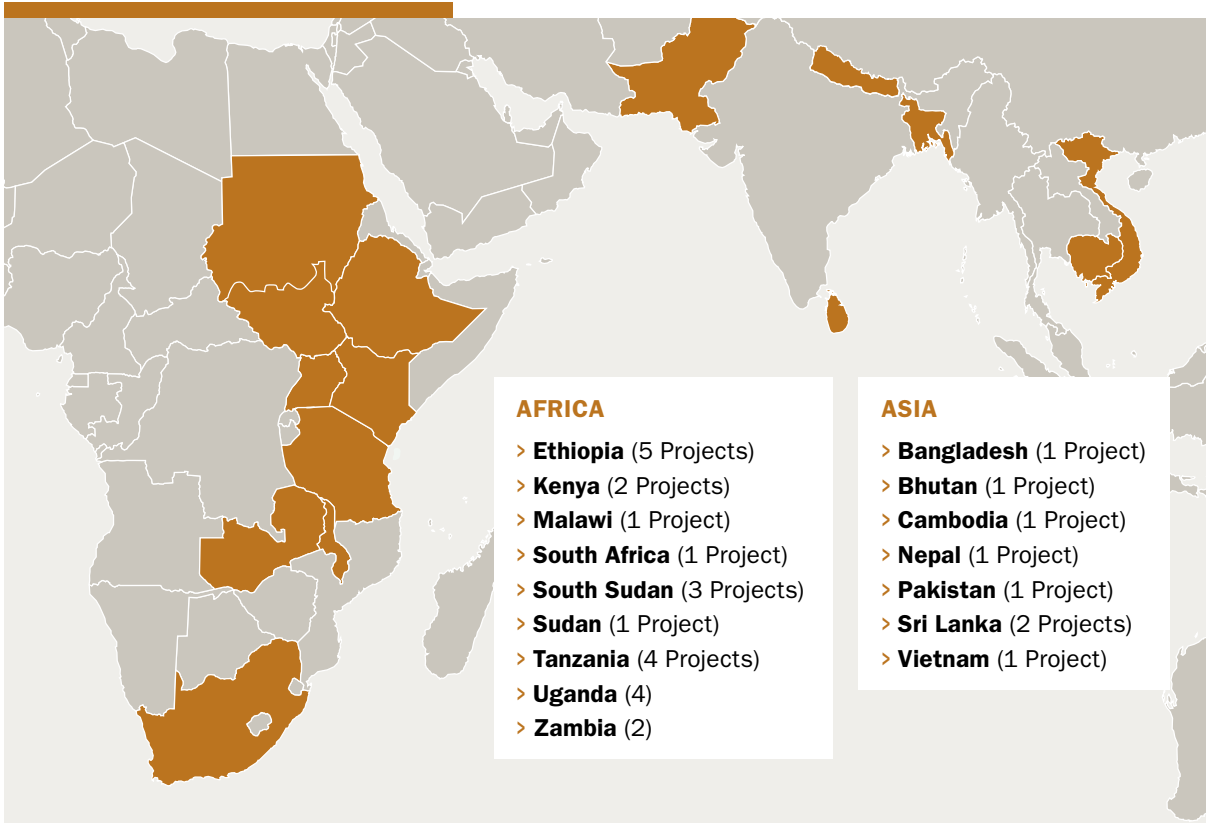 AFRICA
> Ethiopia (5 Projects)
> Kenya (2 Projects)
> Malawi (1 Project)
> South Africa (1 Project)
> South Sudan (3 Projects)
> Sudan (1 Project)
> Tanzania (4 Projects)
> Uganda (4)
> Zambia (2)
ASIA
> Bangladesh (1 Project)
> Bhutan (1 Project)
> Cambodia (1 Project)
> Nepal (1 Project)
> Pakistan (1 Project)
> Sri Lanka (2 Projects)
> Vietnam (1 Project)